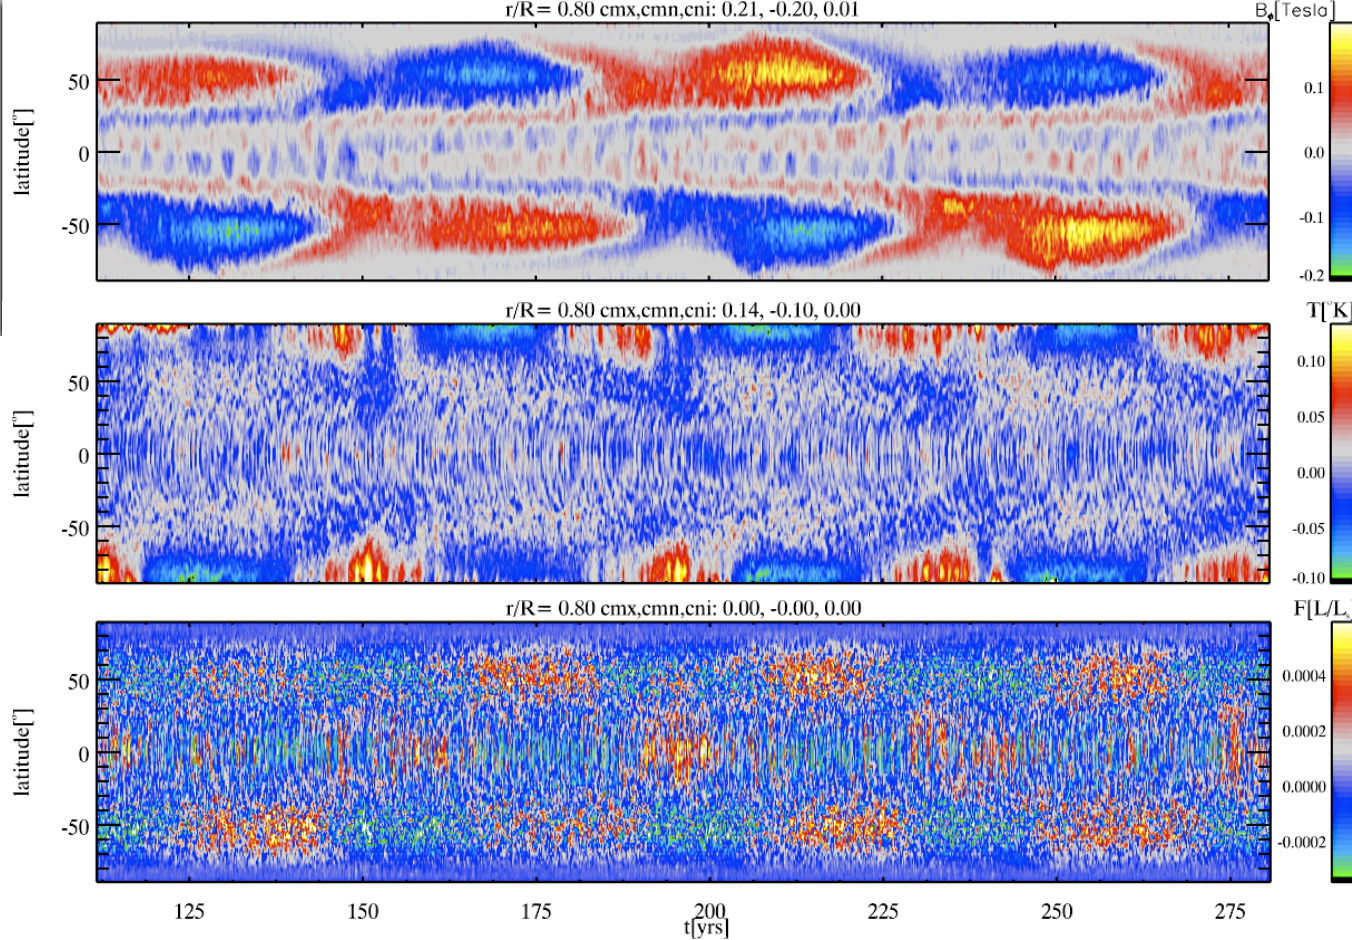 r/R= 0.80 cmx,cmn,cni: 0.21, -0.20, 0.01
Bϕ[Tesla]
latitude[°]
50
0
-50
0.1
0.0
-0.1
-0.2
r/R= 0.80 cmx,cmn,cni: 0.14, -0.10, 0.00
T[°K]
latitude[°]
50
0
-50
0.10
0.05
0.00
-0.05
-0.10
r/R= 0.80 cmx,cmn,cni: 0.00, -0.00, 0.00
F[L/Ls
latitude[°]
50
0
-50
0.0004
0.0002
0.0000
-0.0002
125 150 175 200 225 250 275
t[yrs]